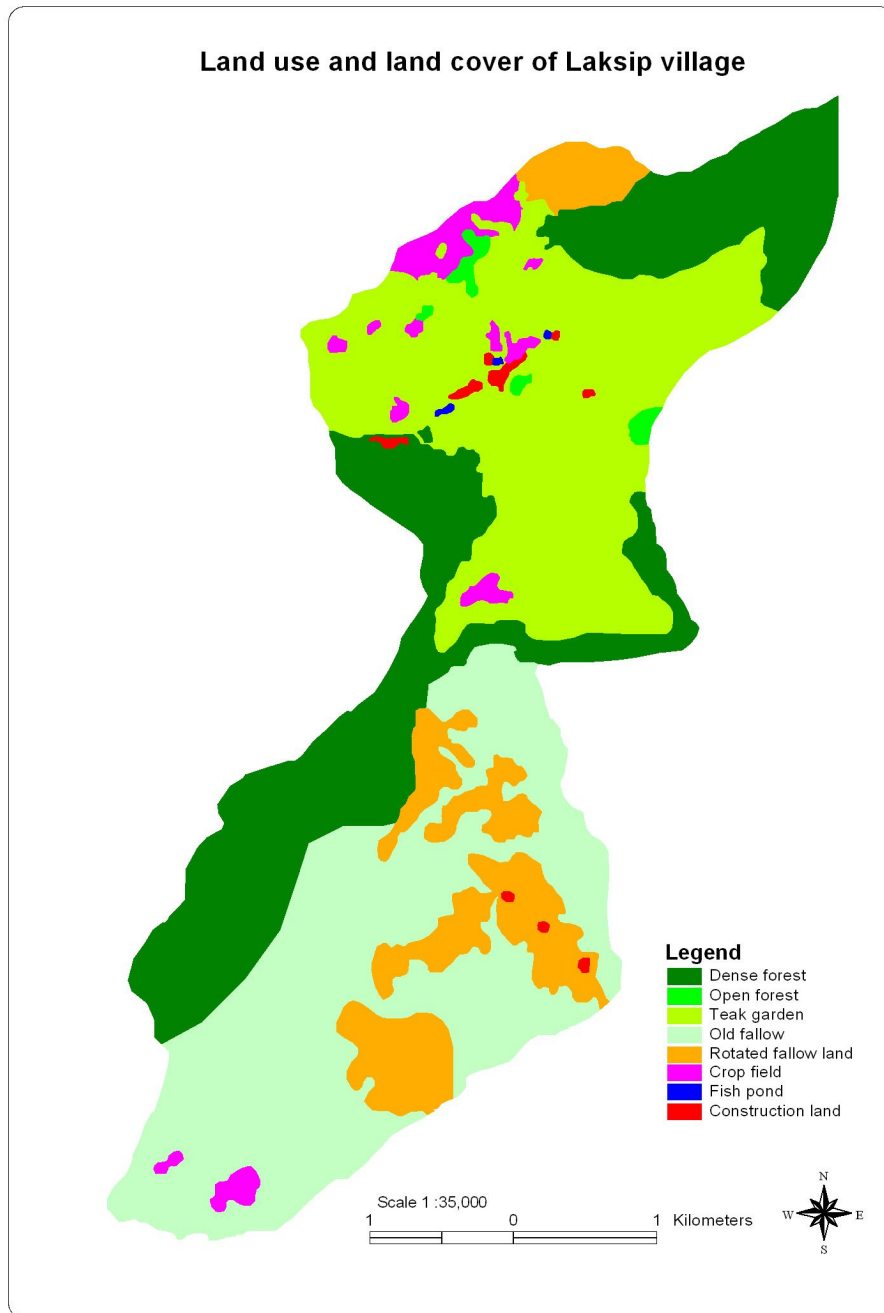 Land use and land cover of Laksip village
Legend
Dense forest
Open forest
Teak garden
Old fallow
Rotated fallow land
Crop field
Fish pond
Construction land
Scale 1 :35,000
1 0 1 Kilometers
N
W E
S